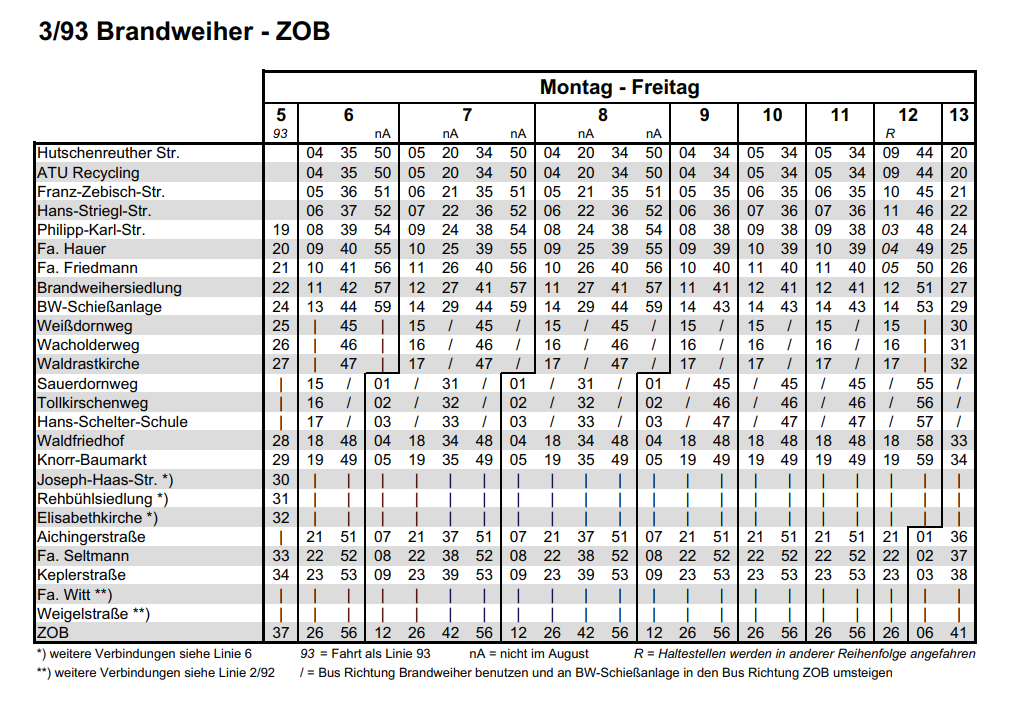 3/93 Brandweiher - ZOB
Montag - Freitag
5 6 7 8 9 10 11 12 13
93 nA nA nA nA nA R
Hutschenreuther Str. 04 35 50 05 20 34 50 04 20 34 50 04 34 05 34 05 34 09 44 20
ATU Recycling 04 35 50 05 20 34 50 04 20 34 50 04 34 05 34 05 34 09 44 20
Franz-Zebisch-Str. 05 36 51 06 21 35 51 05 21 35 51 05 35 06 35 06 35 10 45 21
Hans-Striegl-Str. 06 37 52 07 22 36 52 06 22 36 52 06 36 07 36 07 36 11 46 22
Philipp-Karl-Str. 19 08 39 54 09 24 38 54 08 24 38 54 08 38 09 38 09 38 03 48 24
Fa. Hauer 20 09 40 55 10 25 39 55 09 25 39 55 09 39 10 39 10 39 04 49 25
Fa. Friedmann 21 10 41 56 11 26 40 56 10 26 40 56 10 40 11 40 11 40 05 50 26
Brandweihersiedlung 22 11 42 57 12 27 41 57 11 27 41 57 11 41 12 41 12 41 12 51 27
BW-Schießanlage 24 13 44 59 14 29 44 59 14 29 44 59 13 43 14 43 14 43 14 53 29
Weißdornweg 25 | 45 | 15 / 45 / 15 / 45 / 15 / 15 / 15 / 15 | 30
Wacholderweg 26 | 46 | 16 / 46 / 16 / 46 / 16 / 16 / 16 / 16 | 31
Waldrastkirche 27 | 47 | 17 / 47 / 17 / 47 / 17 / 17 / 17 / 17 | 32
Sauerdornweg | 15 / 01 / 31 / 01 / 31 / 01 / 45 / 45 / 45 / 55 /
Tollkirschenweg | 16 / 02 / 32 / 02 / 32 / 02 / 46 / 46 / 46 / 56 /
Hans-Schelter-Schule | 17 / 03 / 33 / 03 / 33 / 03 / 47 / 47 / 47 / 57 /
Waldfriedhof 28 18 48 04 18 34 48 04 18 34 48 04 18 48 18 48 18 48 18 58 33
Knorr-Baumarkt 29 19 49 05 19 35 49 05 19 35 49 05 19 49 19 49 19 49 19 59 34
Joseph-Haas-Str. *) 30 | | | | | | | | | | | | | | | | | | | |
Rehbühlsiedlung *) 31 | | | | | | | | | | | | | | | | | | | |
Elisabethkirche *) 32 | | | | | | | | | | | | | | | | | | | |
Aichingerstraße | 21 51 07 21 37 51 07 21 37 51 07 21 51 21 51 21 51 21 01 36
Fa. Seltmann 33 22 52 08 22 38 52 08 22 38 52 08 22 52 22 52 22 52 22 02 37
Keplerstraße 34 23 53 09 23 39 53 09 23 39 53 09 23 53 23 53 23 53 23 03 38
Fa. Witt **) | | | | | | | | | | | | | | | | | | | | |
Weigelstraße **) | | | | | | | | | | | | | | | | | | | | |
ZOB 37 26 56 12 26 42 56 12 26 42 56 12 26 56 26 56 26 56 26 06 41
*) weitere Verbindungen siehe Linie 6 93 = Fahrt als Linie 93 nA = nicht im August R = Haltestellen werden in anderer Reihenfolge angefahren
**) weitere Verbindungen siehe Linie 2/92 / = Bus Richtung Brandweiher benutzen und an BW-Schießanlage in den Bus Richtung ZOB umsteigen